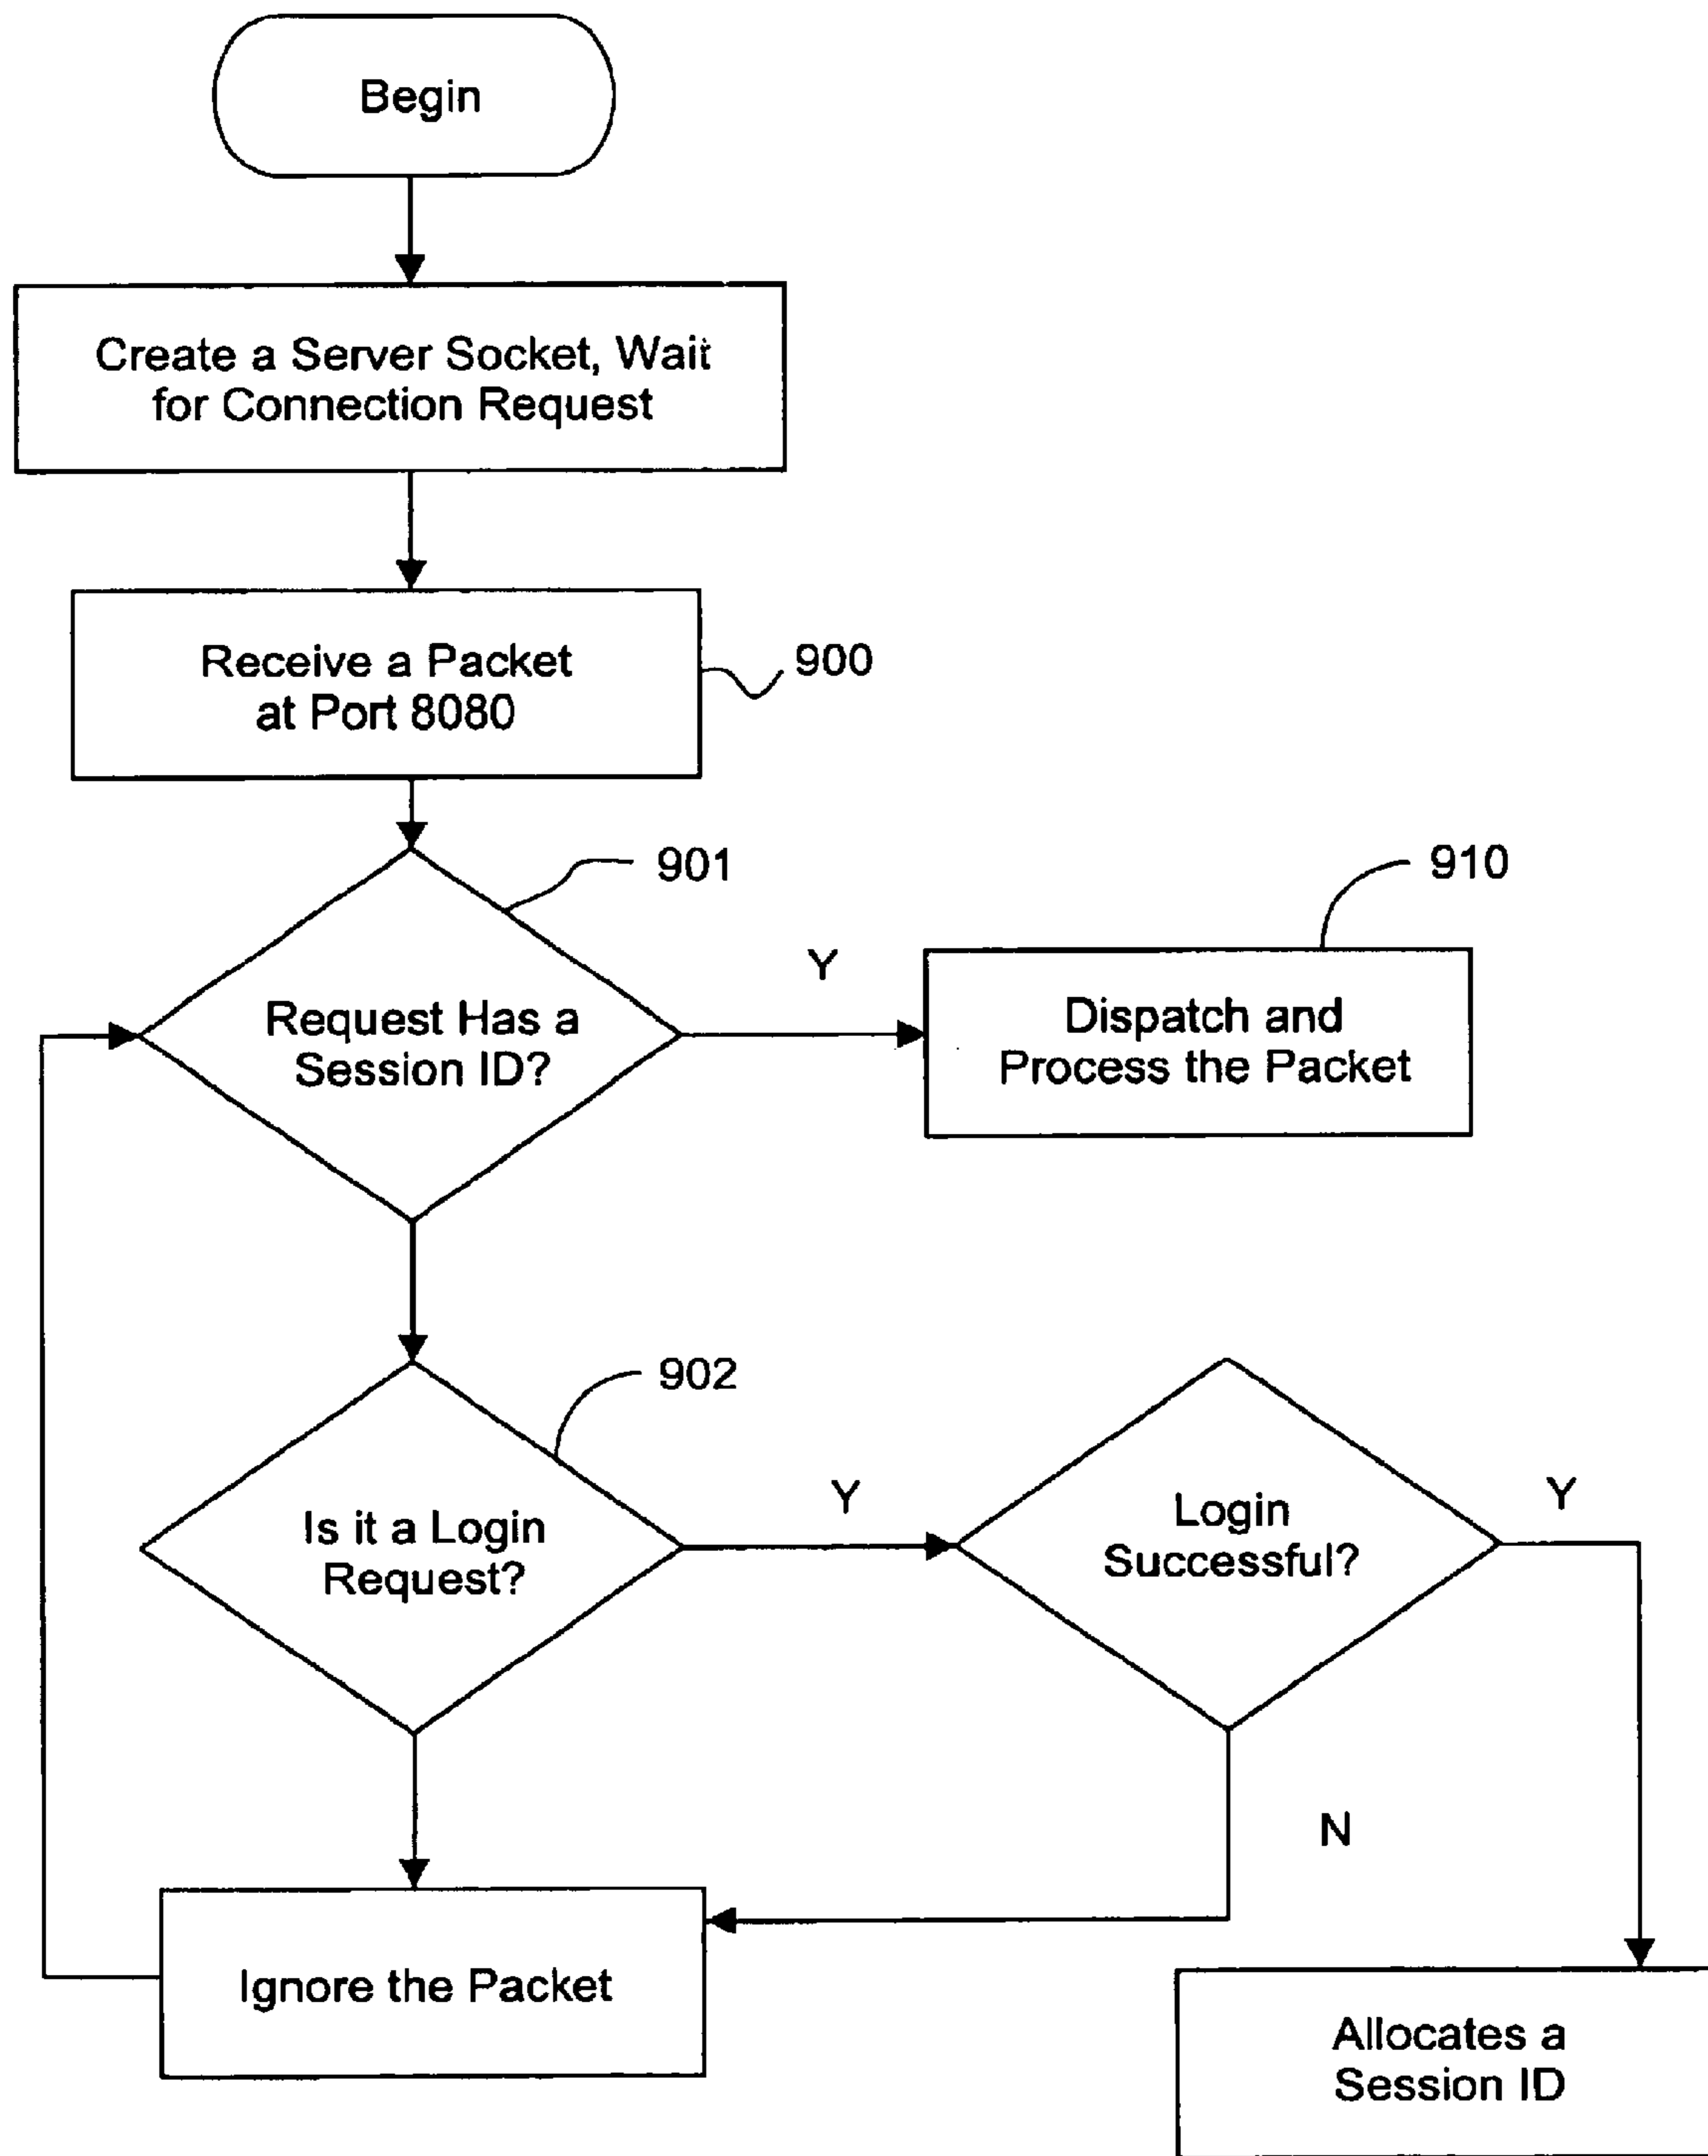 Begin
Create a Server Socket, Wait
for Connection Request
Receive a Packet
at Port 8080
900
901
910
Y
Request Has a
Session ID?
Dispatch and
Process the Packet
902
Y
Y
Is it a Login
Request?
Login
Successful?
N
Ignore the Packet
Allocates a
Session ID